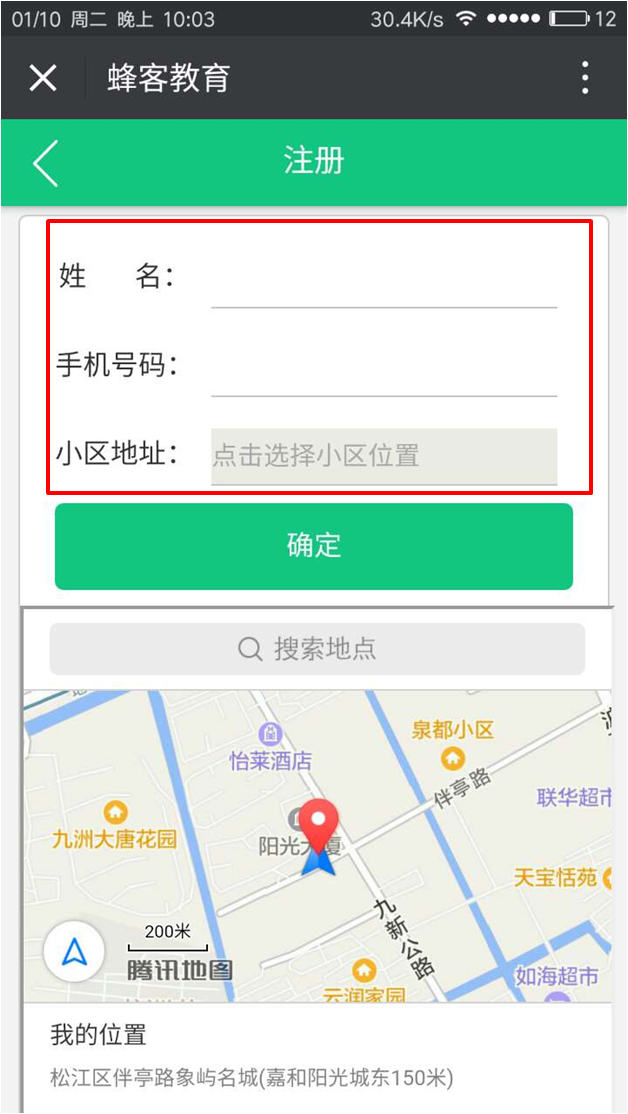 01/10 周二 晚上 10:03 30.4K/s 12
蜂客教育
注册
姓 名：
手机号码：
小区地址： 点击选择小区位置
确定
搜索地点
泉都小区
怡莱酒店
伴亭路
联华超市
九洲大唐花园
阳光大厦
天宝恬苑
九新公路
200米
腾讯地图
如海超市
云润家园
我的位置
松江区伴亭路象屿名城(嘉和阳光城东150米)